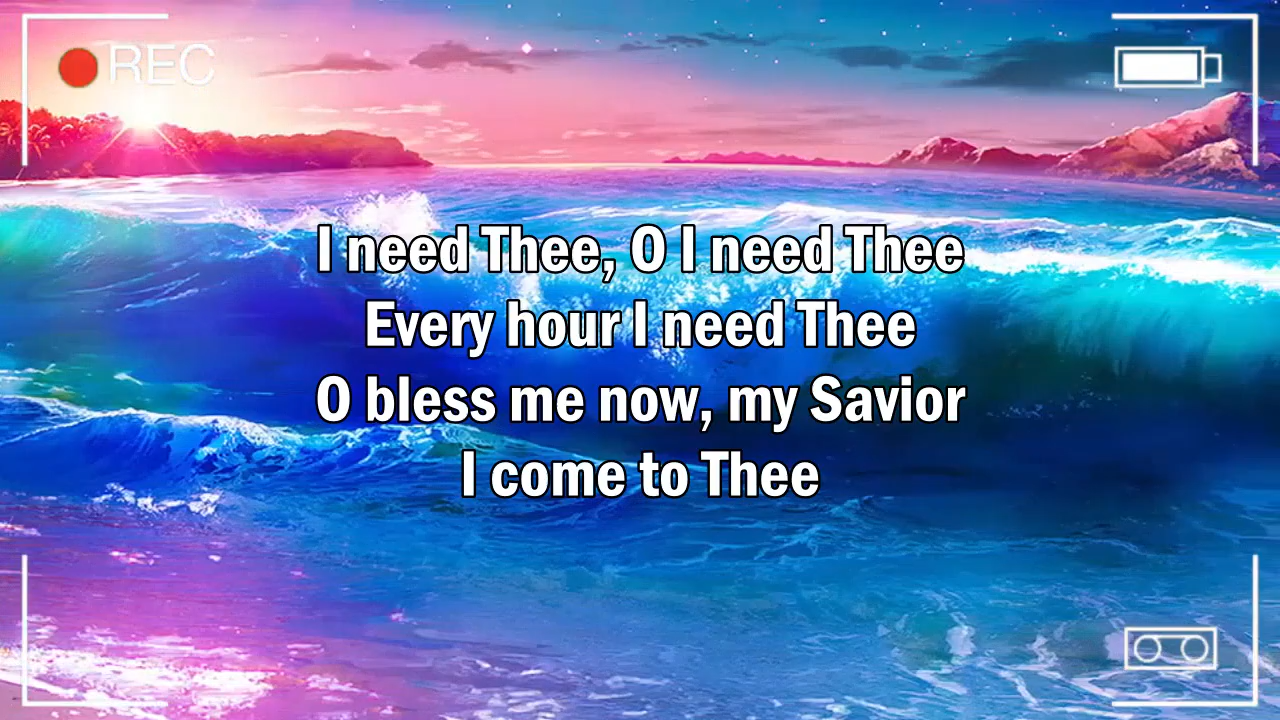 REC
I need Thee, O I need Thee
Every hour I need Thee
O bless me now, my Savior
I come to Thee